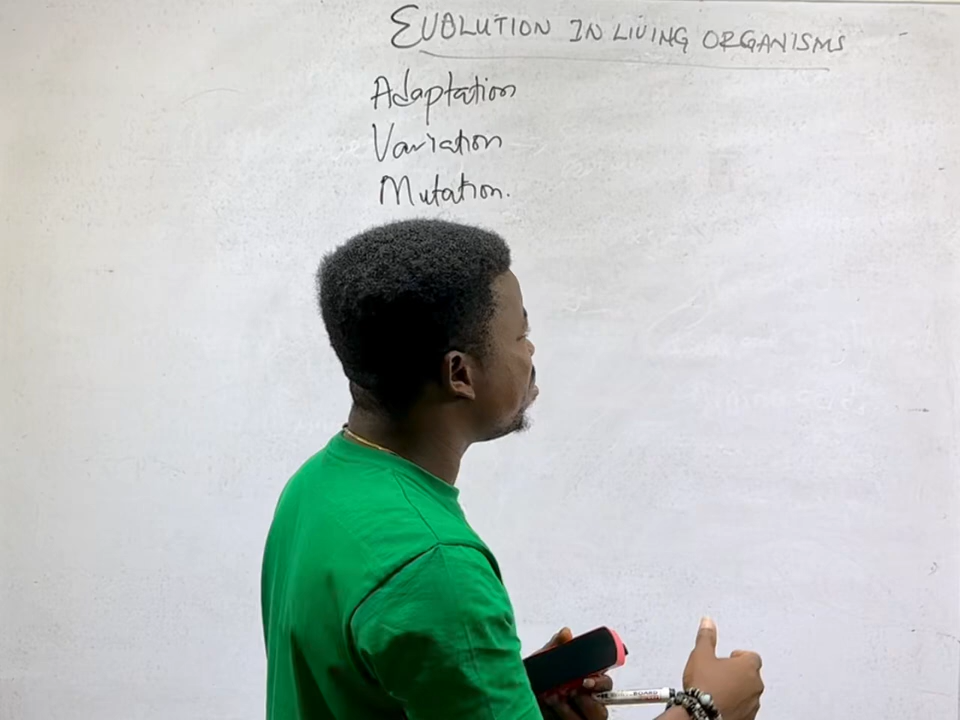 EVOLUTION IN LIVING ORGANISMS
Adaptation
Variation
Mutation.